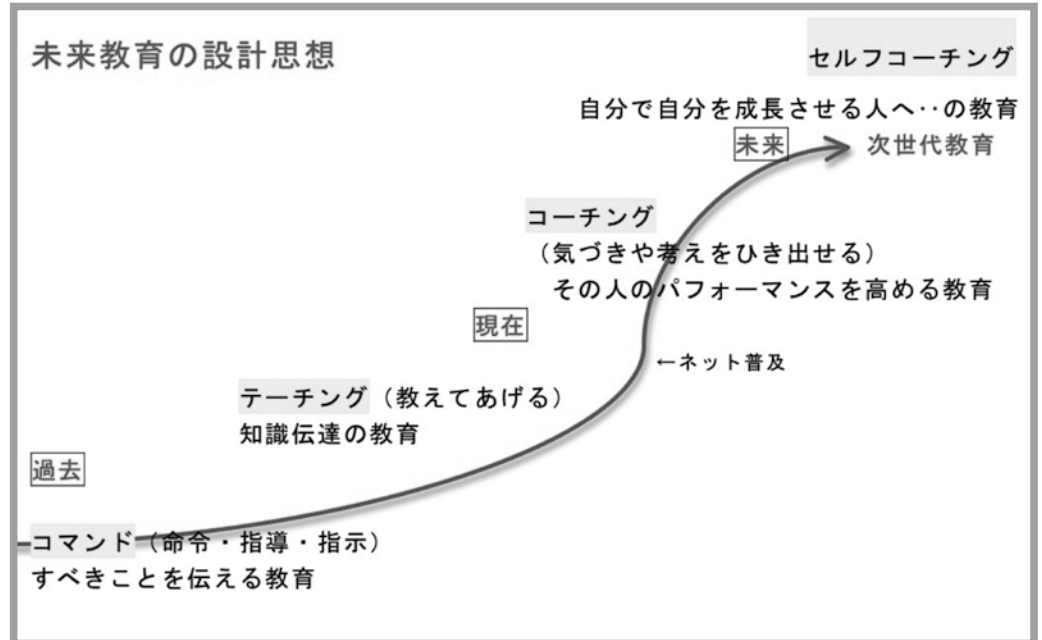 未来教育の設計思想
セルフコーチング
自分で自分を成長させる人へ‥の教育
未来
次世代教育
コーチング
（気づきや考えをひき出せる）
その人のパフォーマンスを高める教育
現在
←ネット普及
テーチング（教えてあげる）
知識伝達の教育
過去
コマンド（命令・指導・指示）
すべきことを伝える教育